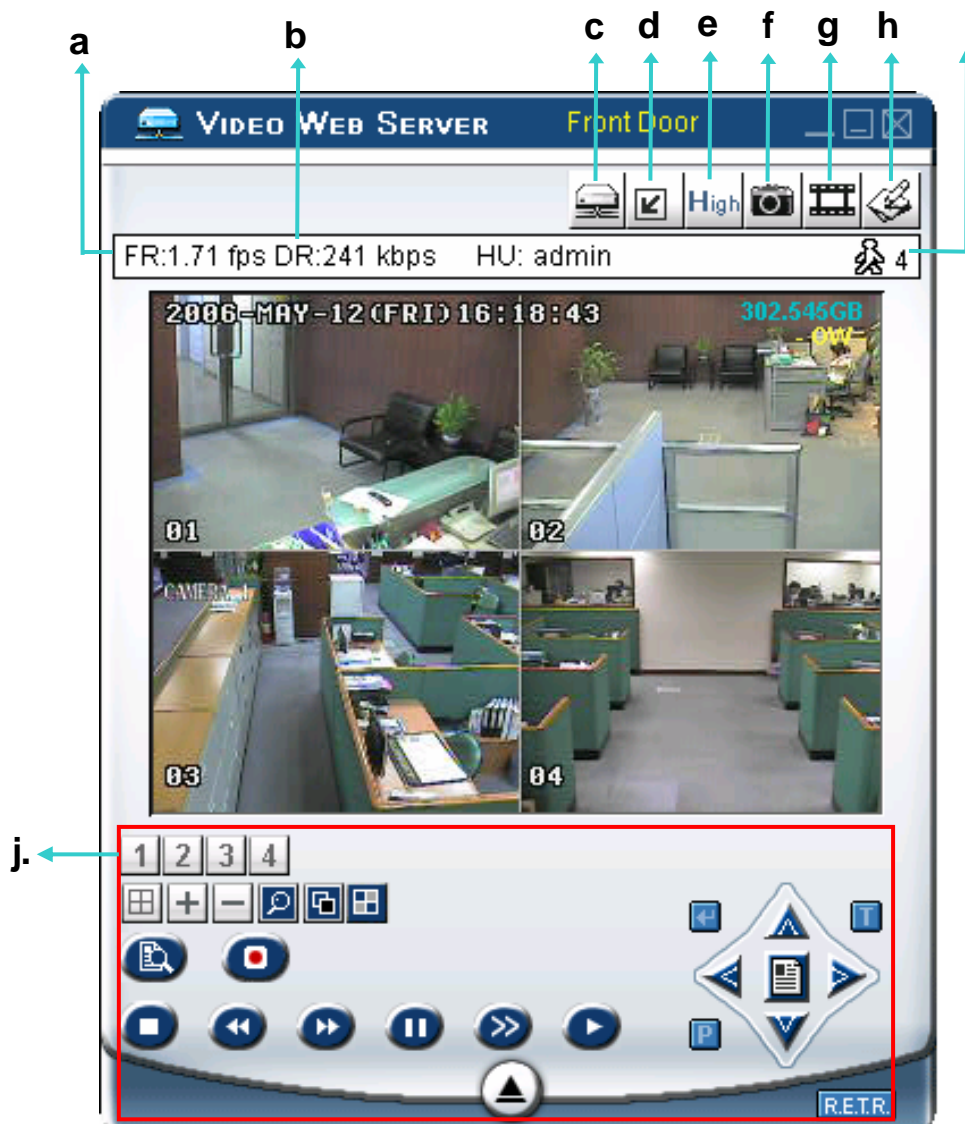 a b c d e f g h
VIDEO WEB SERVER Front Door
High
FR:1.71 fps DR:241 kbps HU: admin 4
2006-MAY-12(FRI)16:18:43 302.545GB
- OW-
01 02
CAMERA 1
03 04
j.
1 2 3 4
T
P
R.E.T.R.